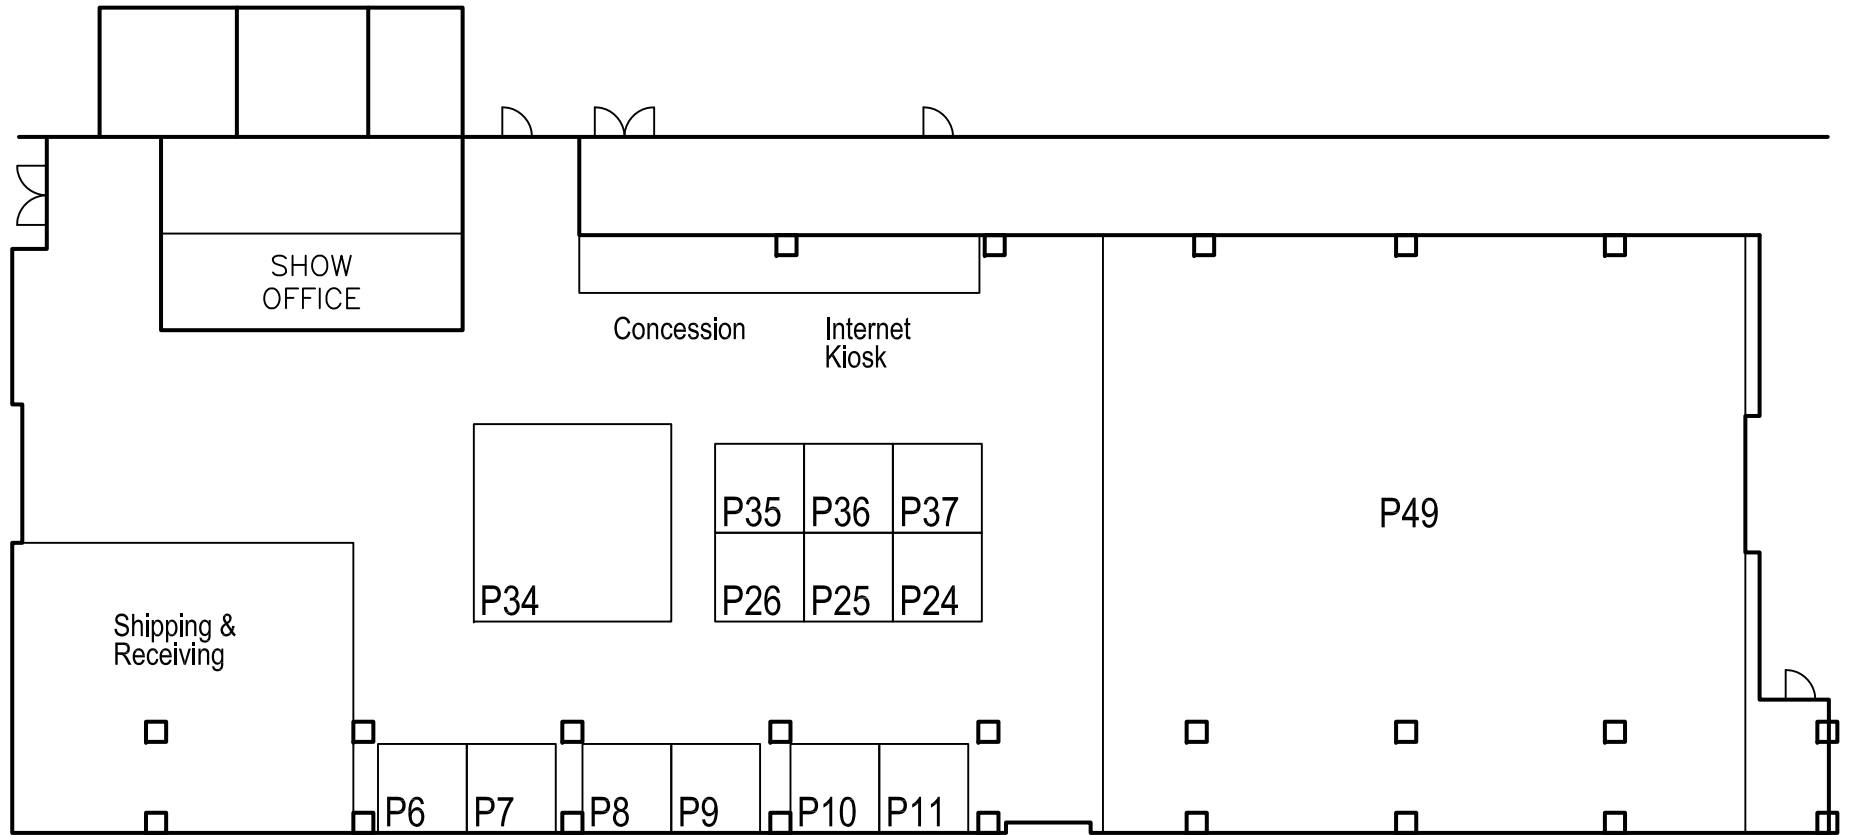 SHOW
OFFICE
Concession
Internet
Kiosk
P35 P36 P37
P49
P34
P26 P25 P24
Shipping &
Receiving
P6 P7 P8 P9 P10 P11